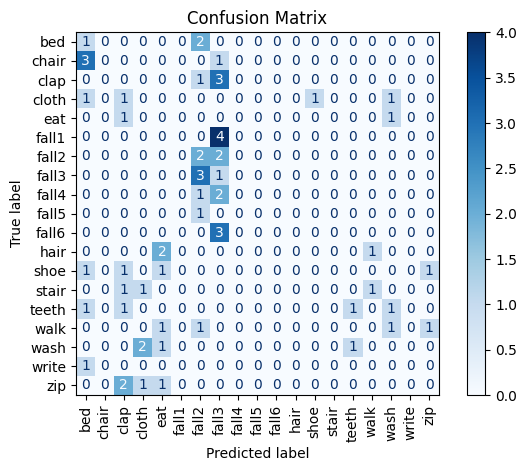 Confusion Matrix
bed 1 0 0 0 0 0 2 0 0 0 0 0 0 0 0 0 0 0 0
chair 3 0 0 0 0 0 0 1 0 0 0 0 0 0 0 0 0 0 0
clap 0 0 0 0 0 0 1 3 0 0 0 0 0 0 0 0 0 0 0
cloth 1 0 1 0 0 0 0 0 0 0 0 0 1 0 0 0 1 0 0
eat 0 0 1 0 0 0 0 0 0 0 0 0 0 0 0 0 1 0 0
fall1 0 0 0 0 0 0 0 4 0 0 0 0 0 0 0 0 0 0 0
fall2 0 0 0 0 0 0 2 2 0 0 0 0 0 0 0 0 0 0 0
fall3 0 0 0 0 0 0 3 1 0 0 0 0 0 0 0 0 0 0 0
fall4 0 0 0 0 0 0 1 2 0 0 0 0 0 0 0 0 0 0 0
fall5 0 0 0 0 0 0 1 0 0 0 0 0 0 0 0 0 0 0 0
fall6 0 0 0 0 0 0 0 3 0 0 0 0 0 0 0 0 0 0 0
hair 0 0 0 0 2 0 0 0 0 0 0 0 0 0 0 1 0 0 0
shoe 1 0 1 0 1 0 0 0 0 0 0 0 0 0 0 0 0 0 1
stair 0 0 1 1 0 0 0 0 0 0 0 0 0 0 0 1 0 0 0
teeth 1 0 1 0 0 0 0 0 0 0 0 0 0 0 1 0 1 0 0
walk 0 0 0 0 1 0 1 0 0 0 0 0 0 0 0 0 1 0 1
wash 0 0 0 2 1 0 0 0 0 0 0 0 0 0 1 0 0 0 0
write 1 0 0 0 0 0 0 0 0 0 0 0 0 0 0 0 0 0 0
zip 0 0 2 1 1 0 0 0 0 0 0 0 0 0 0 0 0 0 0
True label
bed chair clap cloth eat fall1 fall2 fall3 fall4 fall5 fall6 hair shoe stair teeth walk wash write zip
Predicted label
4.0
3.5
3.0
2.5
2.0
1.5
1.0
0.5
0.0